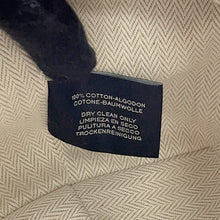 100% COTTON-ALGODON
COTONE-BAUMWOLLE
DRY CLEAN ONLY
LIMPIEZA EN SECO
PULITURA A SECCO
TROCKENREINIGUNG